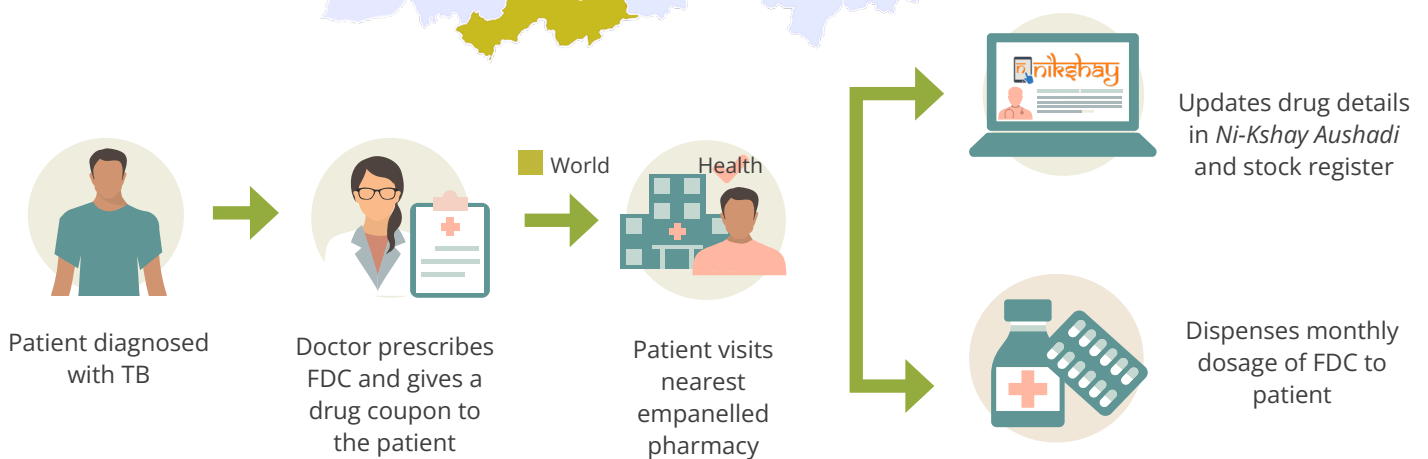 nikshay
Updates drug details
in Ni-Kshay Aushadi
and stock register
World Health
Patient diagnosed
with TB
Doctor prescribes
FDC and gives a
drug coupon to
the patient
Patient visits
nearest
empanelled
pharmacy
Dispenses monthly
dosage of FDC to
patient